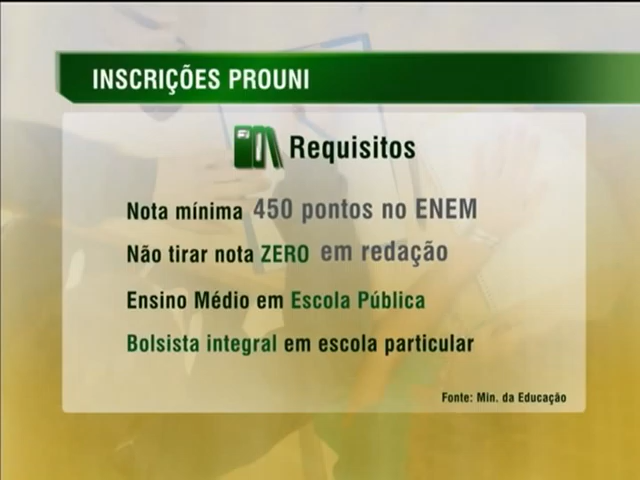 INSCRIÇÕES PROUNI
Requisitos
Nota mínima 450 pontos no ENEM
Não tirar nota ZERO em redação
Ensino Médio em Escola Pública
Bolsista integral em escola particular
Fonte: Min. da Educação